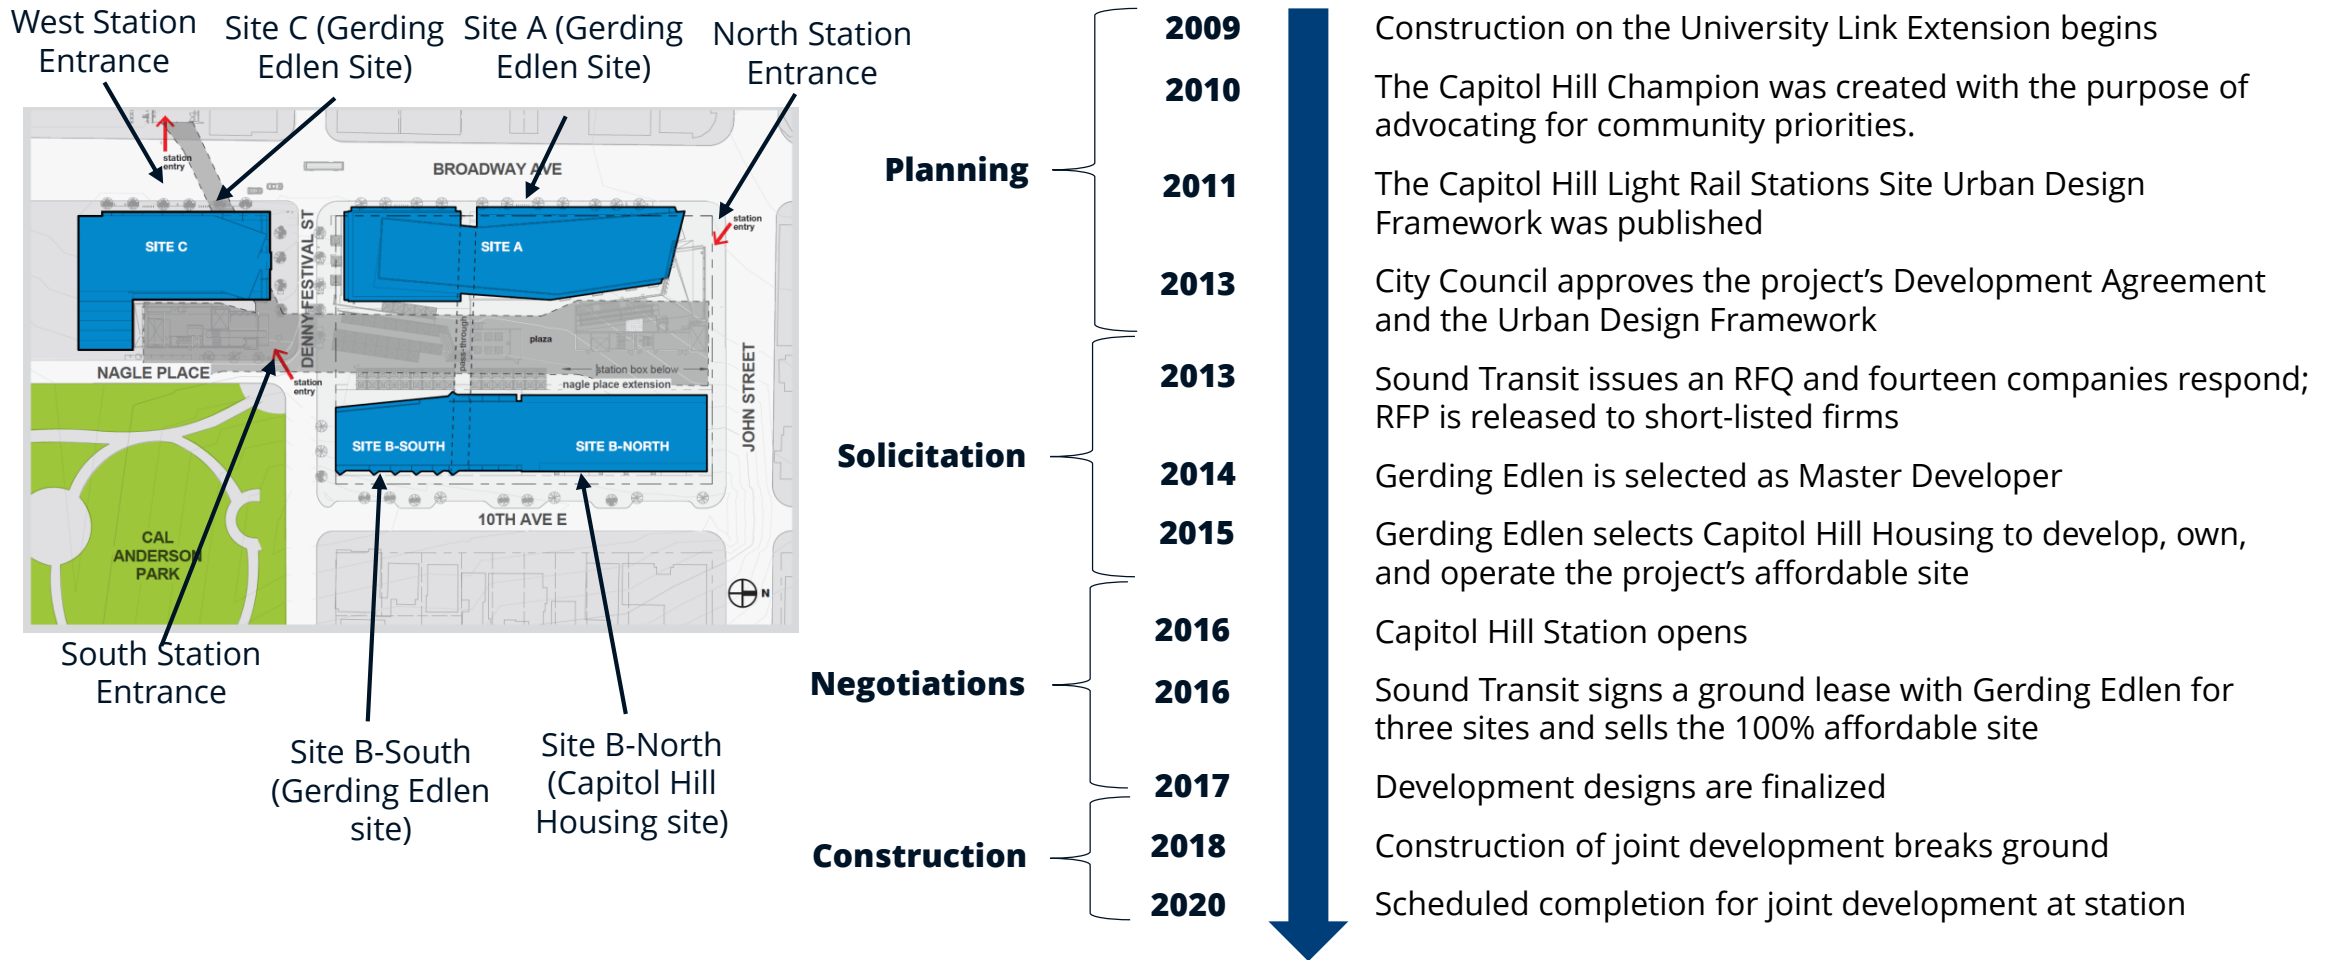 West Station
Entrance
Site C (Gerding
Edlen Site)
Site A (Gerding
Edlen Site)
North Station
Entrance
station
entry
BROADWAY AVE
station
entry
SITE C
DENNY FESTIVAL ST
SITE A
pass-through
plaza
JOHN STREET
station box below
nagle place extension
NAGLE PLACE
station
entry
SITE B-SOUTH
SITE B-NORTH
10TH AVE E
CAL
ANDERSON
PARK
N
South Station
Entrance
Site B-South
(Gerding Edlen
site)
Site B-North
(Capitol Hill
Housing site)
Planning
2009
Construction on the University Link Extension begins
2010
The Capitol Hill Champion was created with the purpose of
advocating for community priorities.
2011
The Capitol Hill Light Rail Stations Site Urban Design
Framework was published
2013
City Council approves the project’s Development Agreement
and the Urban Design Framework
Solicitation
2013
Sound Transit issues an RFQ and fourteen companies respond;
RFP is released to short-listed firms
2014
Gerding Edlen is selected as Master Developer
2015
Gerding Edlen selects Capitol Hill Housing to develop, own,
and operate the project’s affordable site
Negotiations
2016
Capitol Hill Station opens
2016
Sound Transit signs a ground lease with Gerding Edlen for
three sites and sells the 100% affordable site
2017
Development designs are finalized
Construction
2018
Construction of joint development breaks ground
2020
Scheduled completion for joint development at station